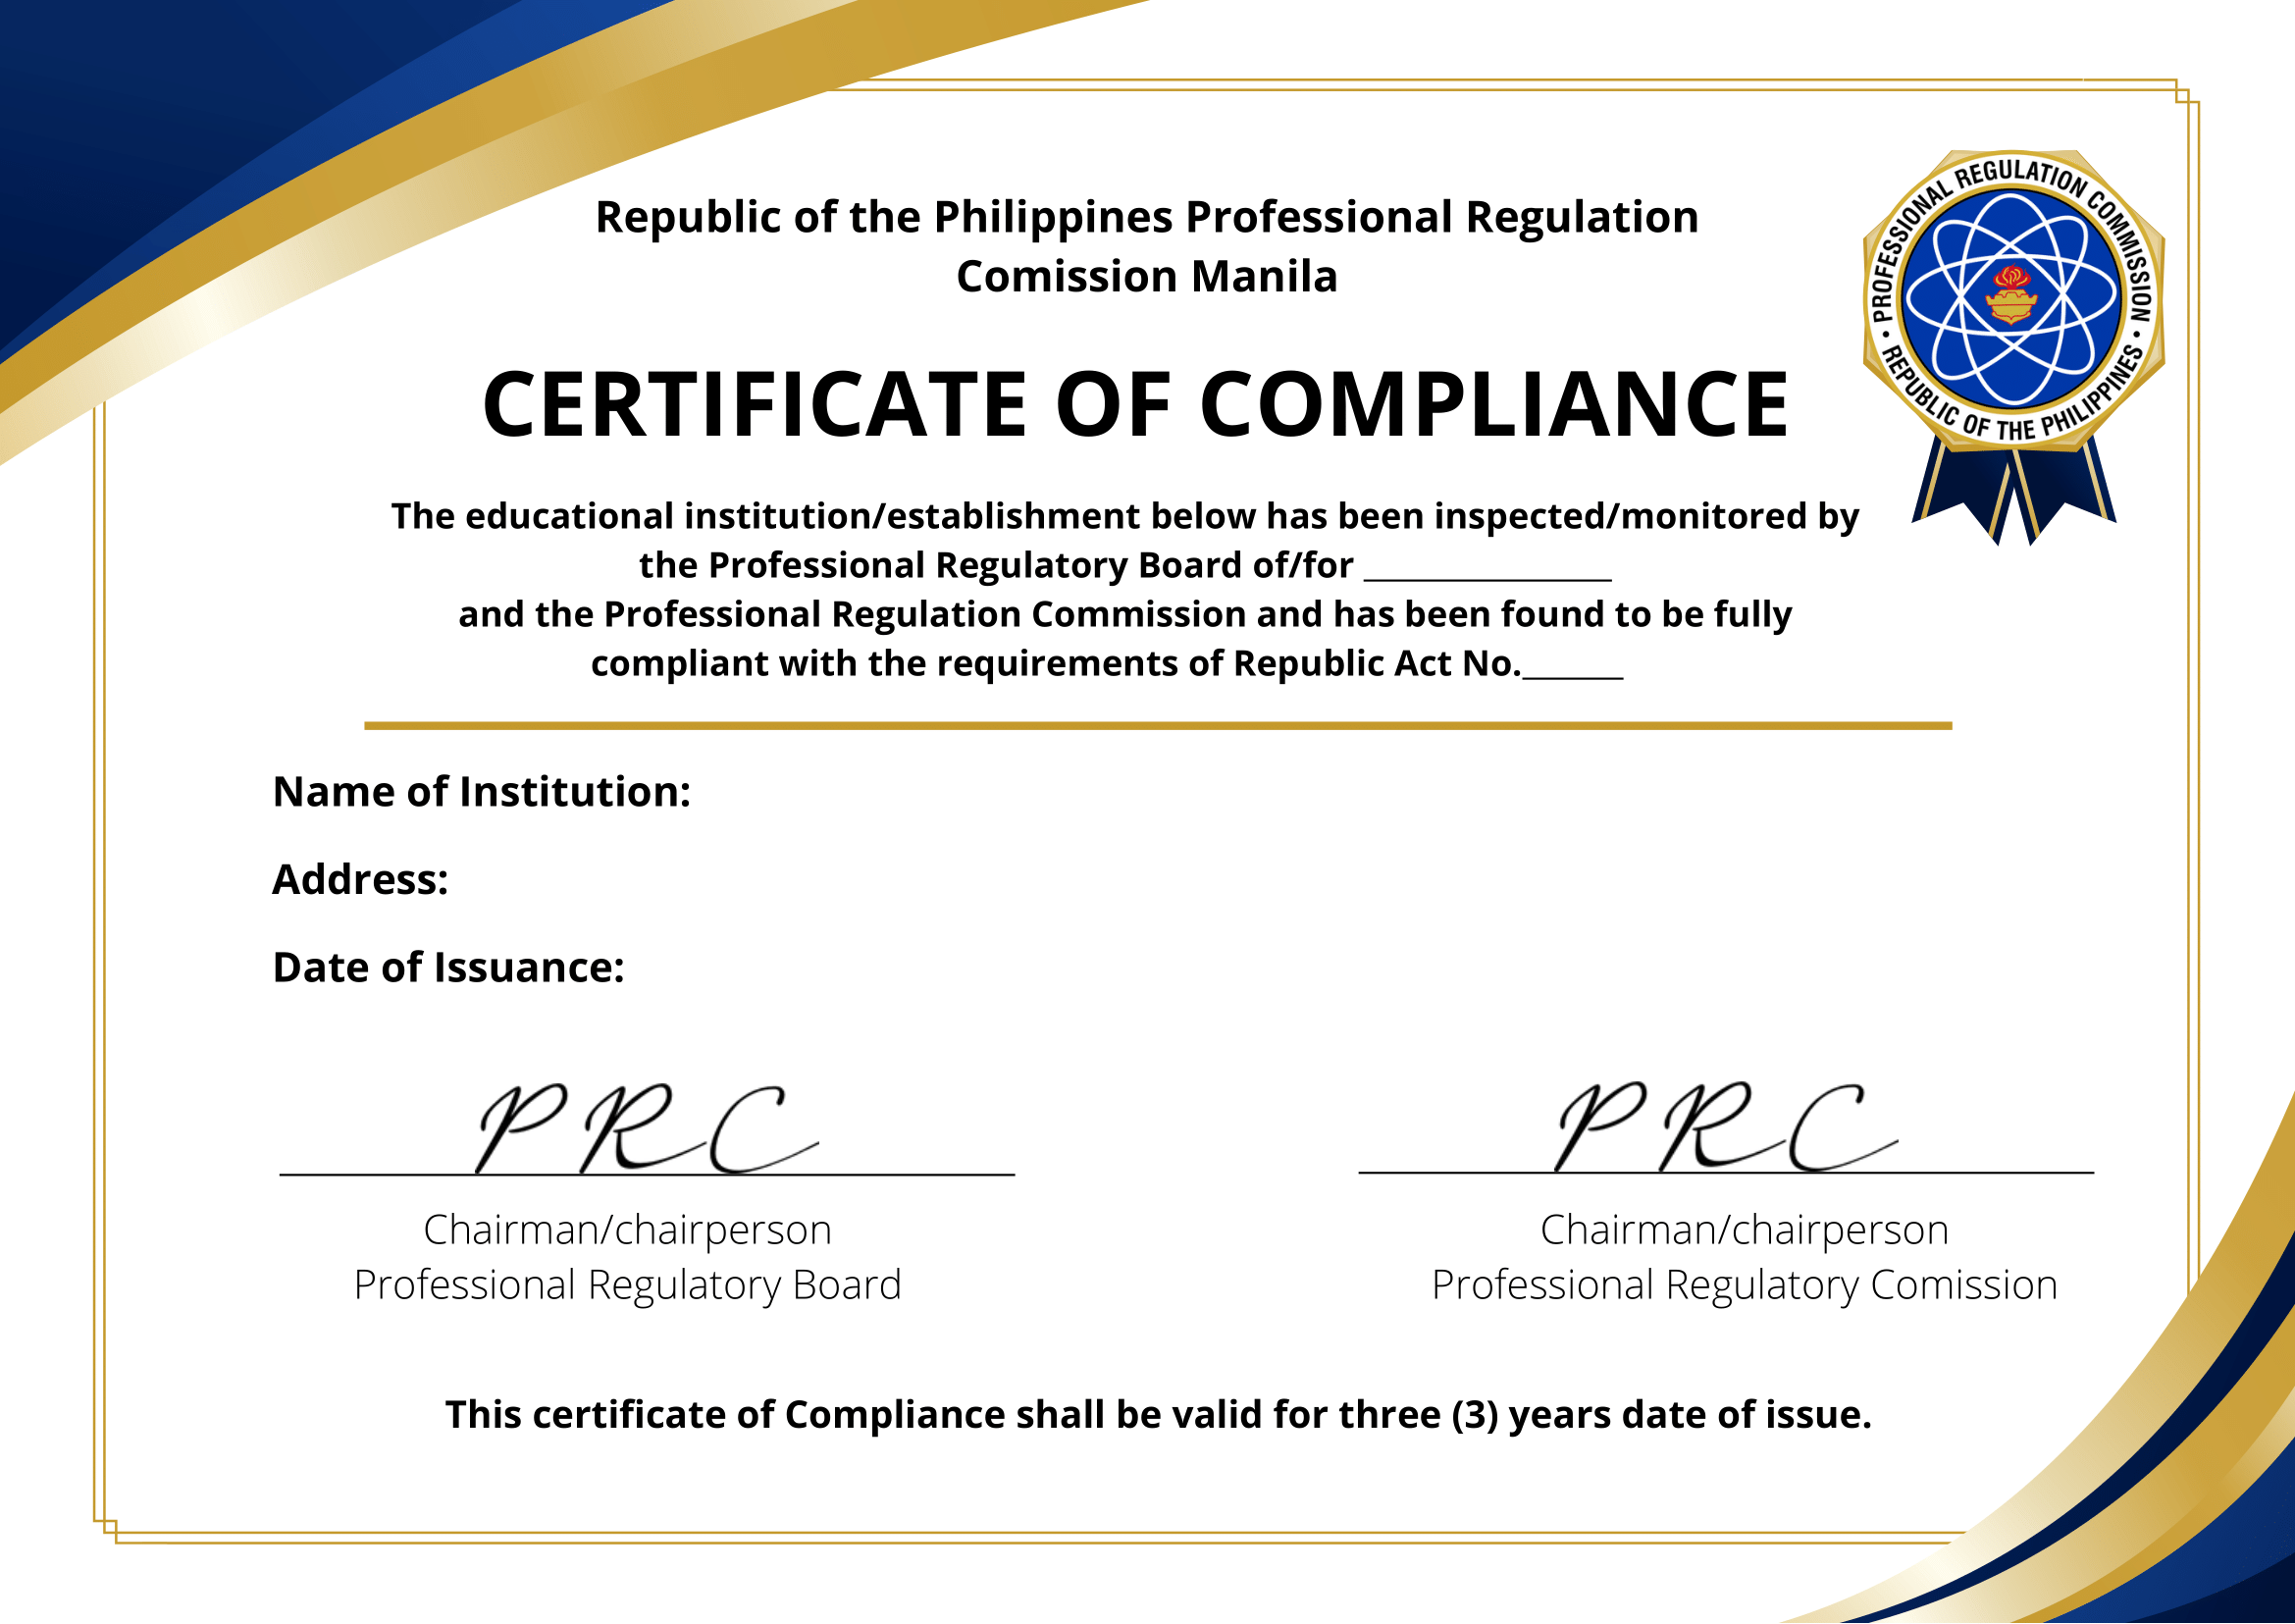 Republic of the Philippines Professional Regulation
Comission Manila
PROFESSIONAL REGULATION COMMISSION
• REPUBLIC OF THE PHILIPPINES •
CERTIFICATE OF COMPLIANCE
The educational institution/establishment below has been inspected/monitored by
the Professional Regulatory Board of/for ________________
and the Professional Regulation Commission and has been found to be fully
compliant with the requirements of Republic Act No._______
Name of Institution:
Address:
Date of Issuance:
PRC
PRC
Chairman/chairperson
Professional Regulatory Board
Chairman/chairperson
Professional Regulatory Comission
This certificate of Compliance shall be valid for three (3) years date of issue.